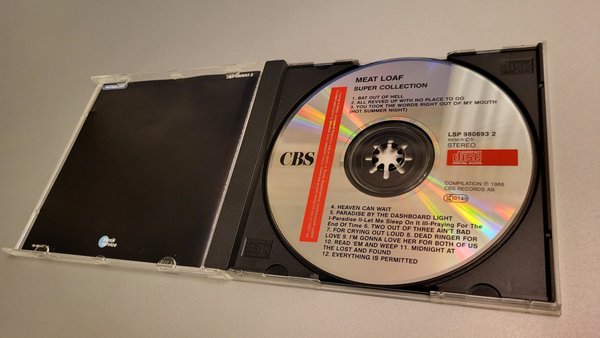 LSP 980693 2
MEAT LOAF
SUPER COLLECTION
1. BAT OUT OF HELL
2. ALL REVVED UP WITH NO PLACE TO GO
3. YOU TOOK THE WORDS RIGHT OUT OF MY MOUTH
(HOT SUMMER NIGHT)
LSP 980693 2
STEREO
CBS
disc
COMPILATION ℗ 1988
CBS RECORDS AB
4. HEAVEN CAN WAIT
5. PARADISE BY THE DASHBOARD LIGHT
I-Paradise II-Let Me Sleep On It III-Praying For The
End Of Time 6. TWO OUT OF THREE AIN'T BAD
7. FOR CRYING OUT LOUD 8. DEAD RINGER FOR
LOVE 9. I'M GONNA LOVE HER FOR BOTH OF US
10. READ 'EM AND WEEP 11. MIDNIGHT AT
THE LOST AND FOUND
12. EVERYTHING IS PERMITTED